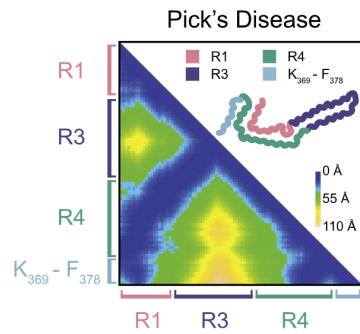 Pick's Disease
R1 R4
R3 K369 - F378
R1
R3
R4
K369 - F378
0 Å
55 Å
110 Å
R1 R3 R4